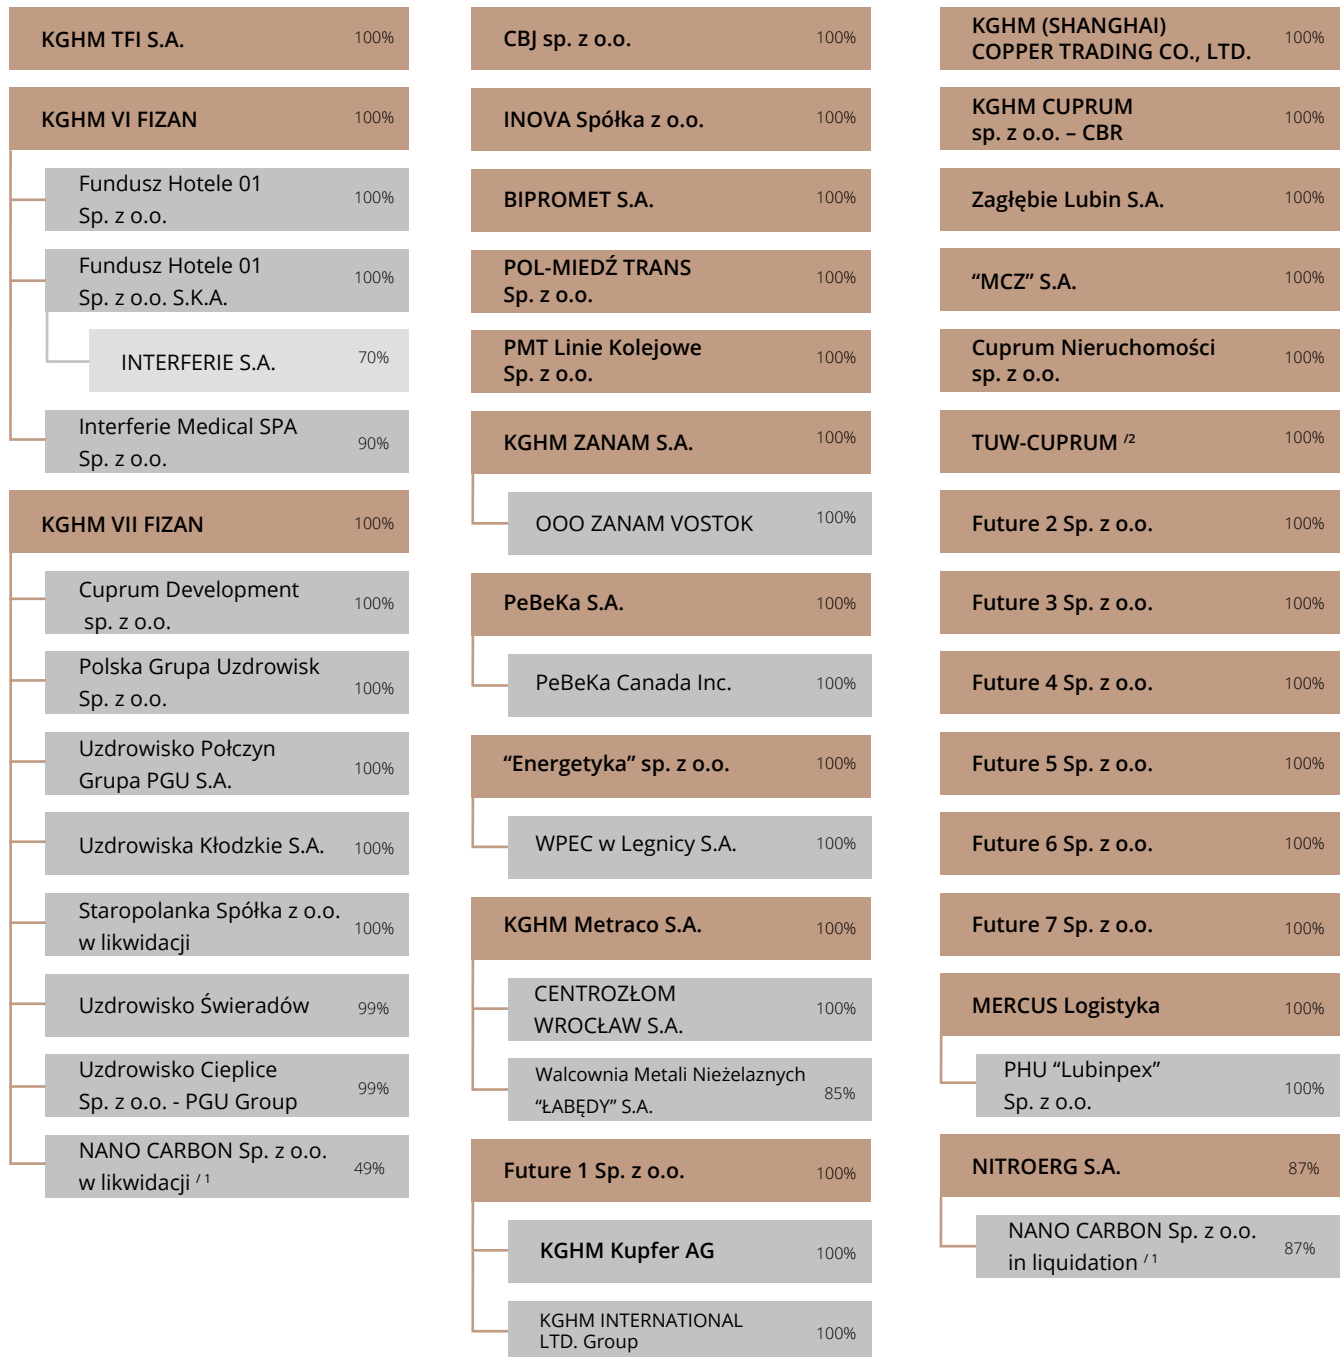 KGHM TFI S.A. 100%
KGHM VI FIZAN 100%
Fundusz Hotele 01
Sp. z o.o. 100%
Fundusz Hotele 01
Sp. z o.o. S.K.A. 100%
INTERFERIE S.A. 70%
Interferie Medical SPA
Sp. z o.o. 90%
KGHM VII FIZAN 100%
Cuprum Development
sp. z o.o. 100%
Polska Grupa Uzdrowisk
Sp. z o.o. 100%
Uzdrowisko Połczyn
Grupa PGU S.A. 100%
Uzdrowiska Kłodzkie S.A. 100%
Staropolanka Spółka z o.o.
w likwidacji 100%
Uzdrowisko Świeradów 99%
Uzdrowisko Cieplice
Sp. z o.o. - PGU Group 99%
NANO CARBON Sp. z o.o.
w likwidacji / 1 49%
CBJ sp. z o.o. 100%
INOVA Spółka z o.o. 100%
BIPROMET S.A. 100%
POL-MIEDŹ TRANS
Sp. z o.o. 100%
PMT Linie Kolejowe
Sp. z o.o. 100%
KGHM ZANAM S.A. 100%
OOO ZANAM VOSTOK 100%
PeBeKa S.A. 100%
PeBeKa Canada Inc. 100%
“Energetyka” sp. z o.o. 100%
WPEC w Legnicy S.A. 100%
KGHM Metraco S.A. 100%
CENTROZŁOM
WROCŁAW S.A. 100%
Walcownia Metali Nieżelaznych
“ŁABĘDY” S.A. 85%
Future 1 Sp. z o.o. 100%
KGHM Kupfer AG 100%
KGHM INTERNATIONAL
LTD. Group 100%
KGHM (SHANGHAI)
COPPER TRADING CO., LTD. 100%
KGHM CUPRUM
sp. z o.o. – CBR 100%
Zagłębie Lubin S.A. 100%
“MCZ” S.A. 100%
Cuprum Nieruchomości
sp. z o.o. 100%
TUW-CUPRUM /2 100%
Future 2 Sp. z o.o. 100%
Future 3 Sp. z o.o. 100%
Future 4 Sp. z o.o. 100%
Future 5 Sp. z o.o. 100%
Future 6 Sp. z o.o. 100%
Future 7 Sp. z o.o. 100%
MERCUS Logistyka 100%
PHU “Lubinpex”
Sp. z o.o. 100%
NITROERG S.A. 87%
NANO CARBON Sp. z o.o.
in liquidation / 1 87%